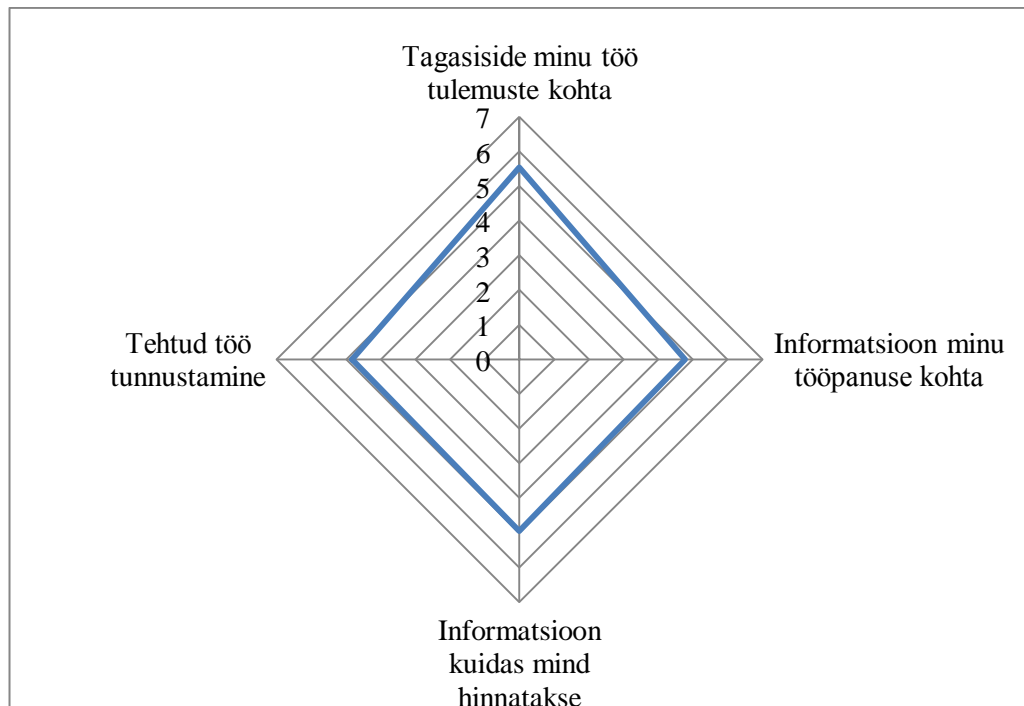 Tagasiside minu töö
tulemuste kohta
7
6
5
4
3
2
1
0
Tehtud töö
tunnustamine
Informatsioon minu
tööpanuse kohta
Informatsioon
kuidas mind
hinnatakse